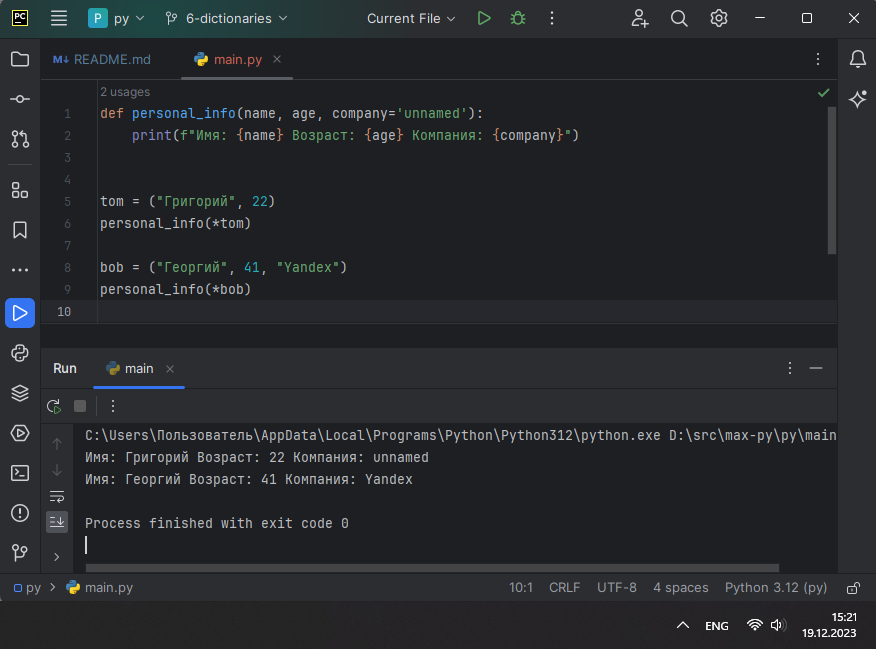 PC P py 6-dictionaries Current File
M↓ README.md main.py
2 usages
1 def personal_info(name, age, company='unnamed'):
2 print(f"Имя: {name} Возраст: {age} Компания: {company}")
3
4
5 tom = ("Григорий", 22)
6 personal_info(*tom)
7
8 bob = ("Георгий", 41, "Yandex")
9 personal_info(*bob)
10
Run main
C:\Users\Пользователь\AppData\Local\Programs\Python\Python312\python.exe D:\src\max-py\py\main
Имя: Григорий Возраст: 22 Компания: unnamed
Имя: Георгий Возраст: 41 Компания: Yandex
Process finished with exit code 0
py main.py 10:1 CRLF UTF-8 4 spaces Python 3.12 (py)
15:21
ENG
19.12.2023